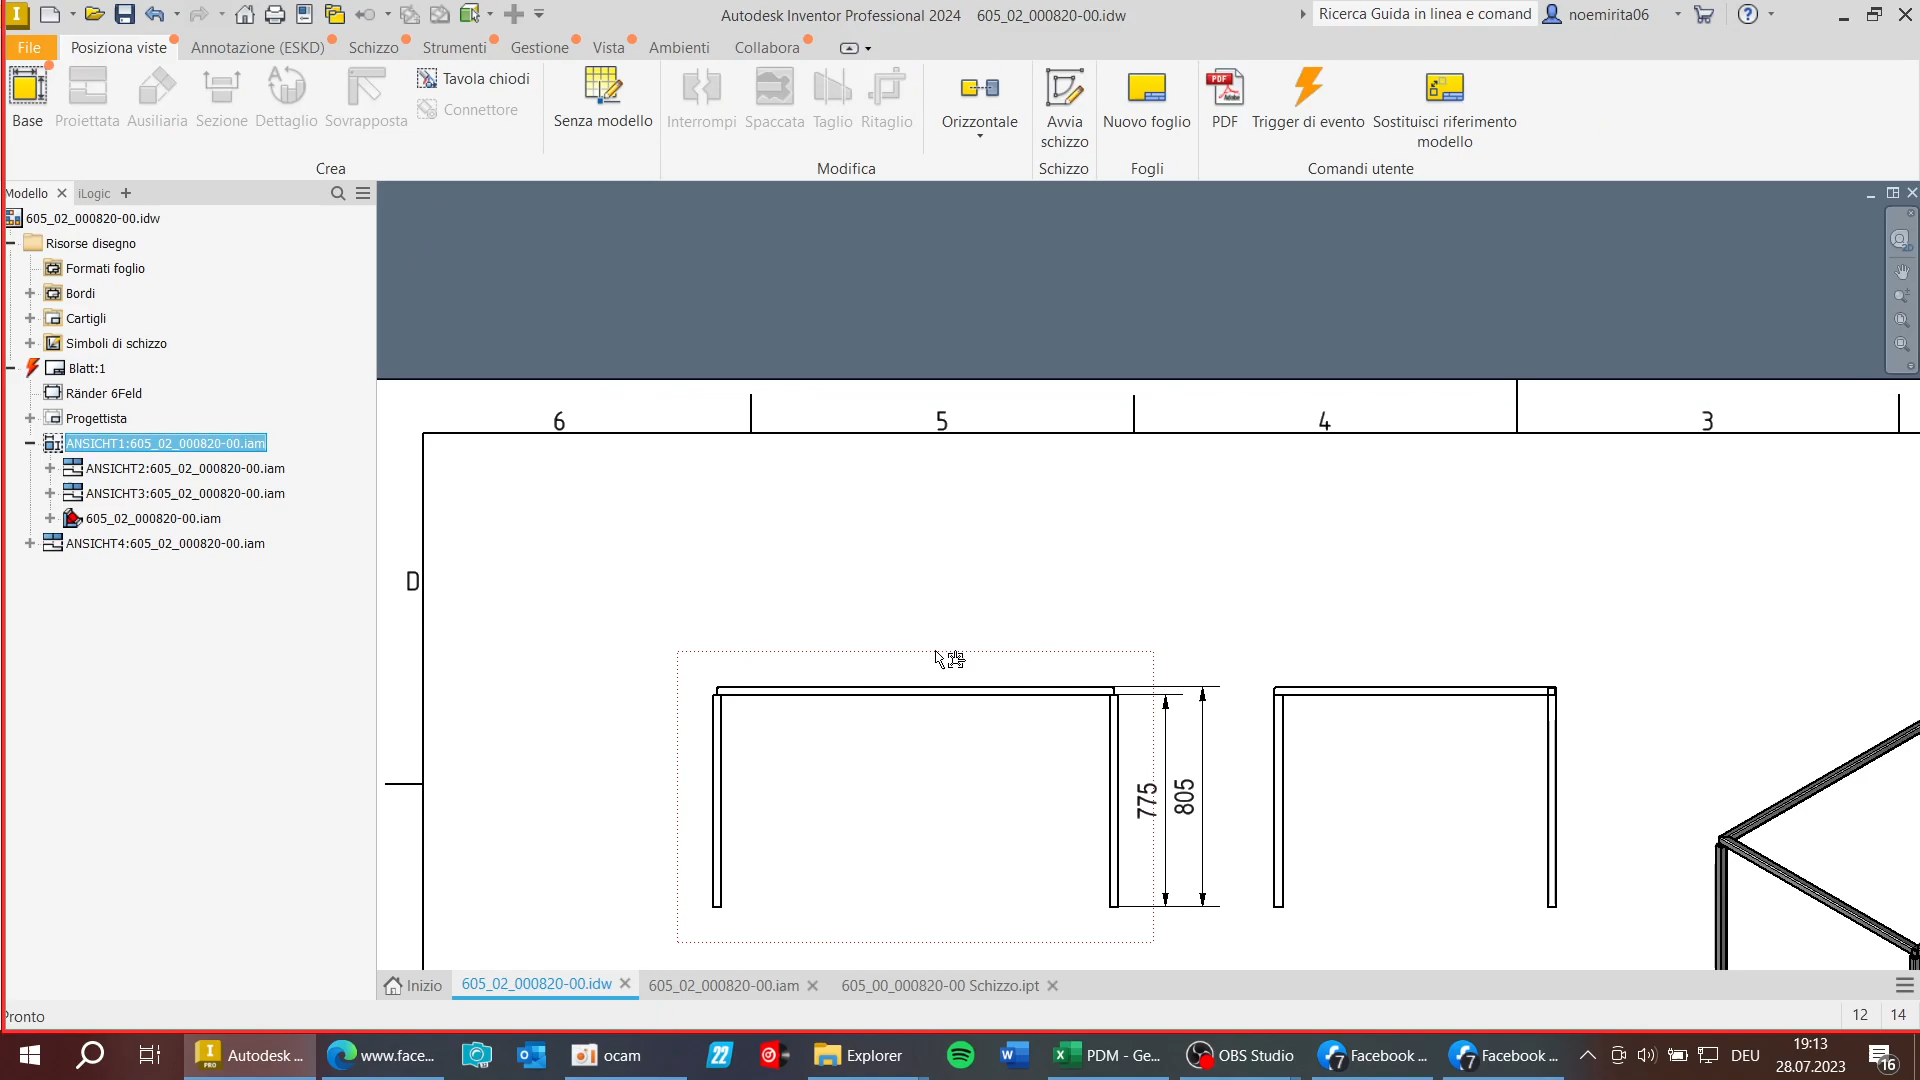 Autodesk Inventor Professional 2024   605_02_000820-00.idw
Ricerca Guida in linea e comand
noemirita06
File
Posiziona viste
Annotazione (ESKD)
Schizzo
Strumenti
Gestione
Vista
Ambienti
Collabora
Base
Proiettata
Ausiliaria
Sezione
Dettaglio
Sovrapposta
Tavola chiodi
Connettore
Senza modello
Interrompi
Spaccata
Taglio
Ritaglio
Orizzontale
Avvia
schizzo
Nuovo foglio
PDF
Trigger di evento
Sostituisci riferimento
modello
Crea
Modifica
Schizzo
Fogli
Comandi utente
Modello
iLogic
605_02_000820-00.idw
Risorse disegno
Formati foglio
Bordi
Cartigli
Simboli di schizzo
Blatt:1
Ränder 6Feld
Progettista
ANSICHT1:605_02_000820-00.iam
ANSICHT2:605_02_000820-00.iam
ANSICHT3:605_02_000820-00.iam
605_02_000820-00.iam
ANSICHT4:605_02_000820-00.iam
6 5 4 3
D
775
805
Inizio
605_02_000820-00.idw
605_02_000820-00.iam
605_00_000820-00 Schizzo.ipt
Pronto
12 14
Autodesk ...
www.face...
ocam
22
Explorer
PDM - Ge...
OBS Studio
7
Facebook ...
7
Facebook ...
DEU
19:13
28.07.2023
16